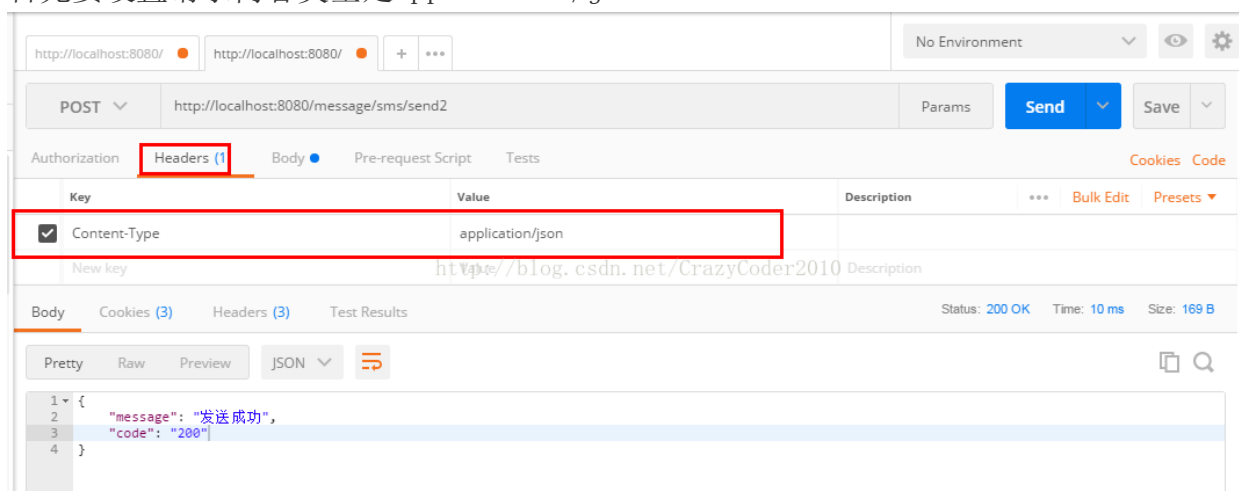 http://localhost:8080/ http://localhost:8080/ + ••• No Environment
POST http://localhost:8080/message/sms/send2 Params Send Save
Authorization Headers (1 Body Pre-request Script Tests Cookies Code
Key Value Description ••• Bulk Edit Presets
Content-Type application/json
New key Value Description
http://blog.csdn.net/CrazyCoder2010
Body Cookies (3) Headers (3) Test Results Status: 200 OK Time: 10 ms Size: 169 B
Pretty Raw Preview JSON
1 {
2 "message": "发送成功",
3 "code": "200"
4 }